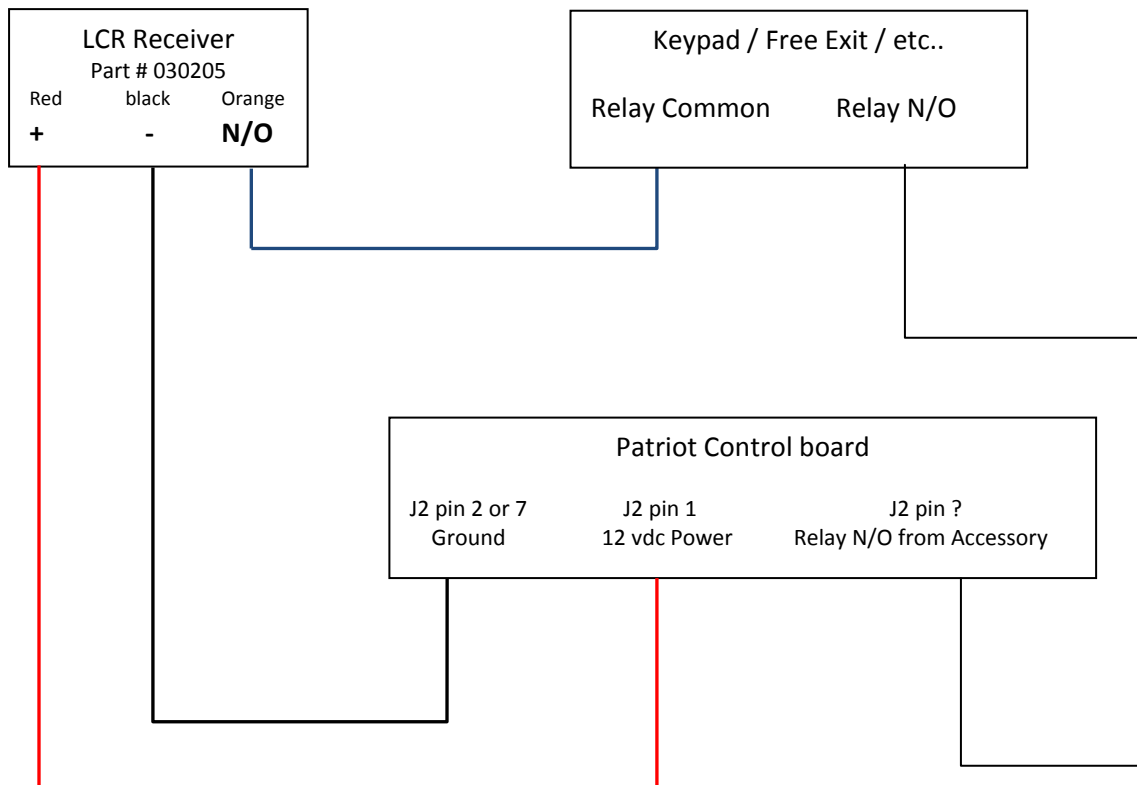 LCR Receiver
Part # 030205
Red black Orange
+ - N/O
Keypad / Free Exit / etc..
Relay Common Relay N/O
Patriot Control board
J2 pin 2 or 7 J2 pin 1 J2 pin ?
Ground 12 vdc Power Relay N/O from Accessory